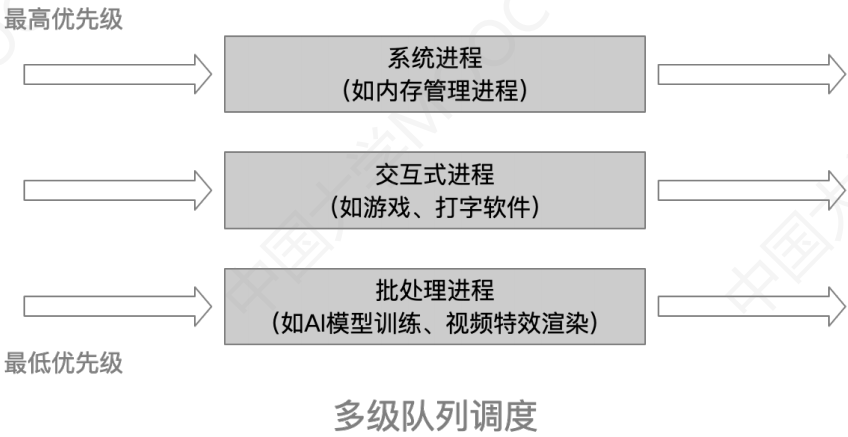 最高优先级
系统进程
（如内存管理进程）
交互式进程
（如游戏、打字软件）
批处理进程
（如AI模型训练、视频特效渲染）
最低优先级
多级队列调度
中国大学MOOC